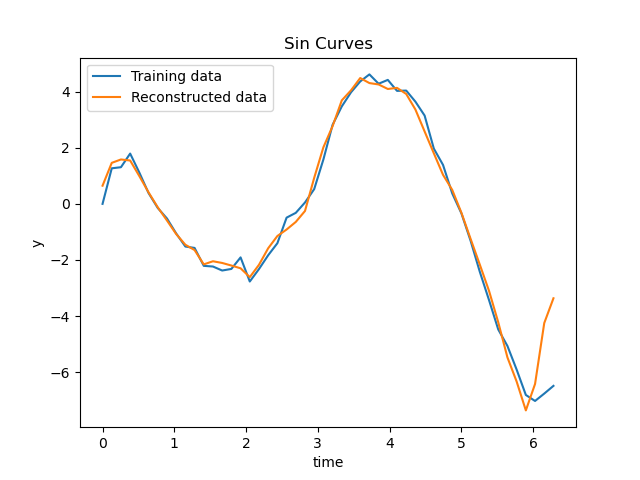 Sin Curves
Training data
Reconstructed data
4
2
0
−2
−4
−6
y
0 1 2 3 4 5 6
time